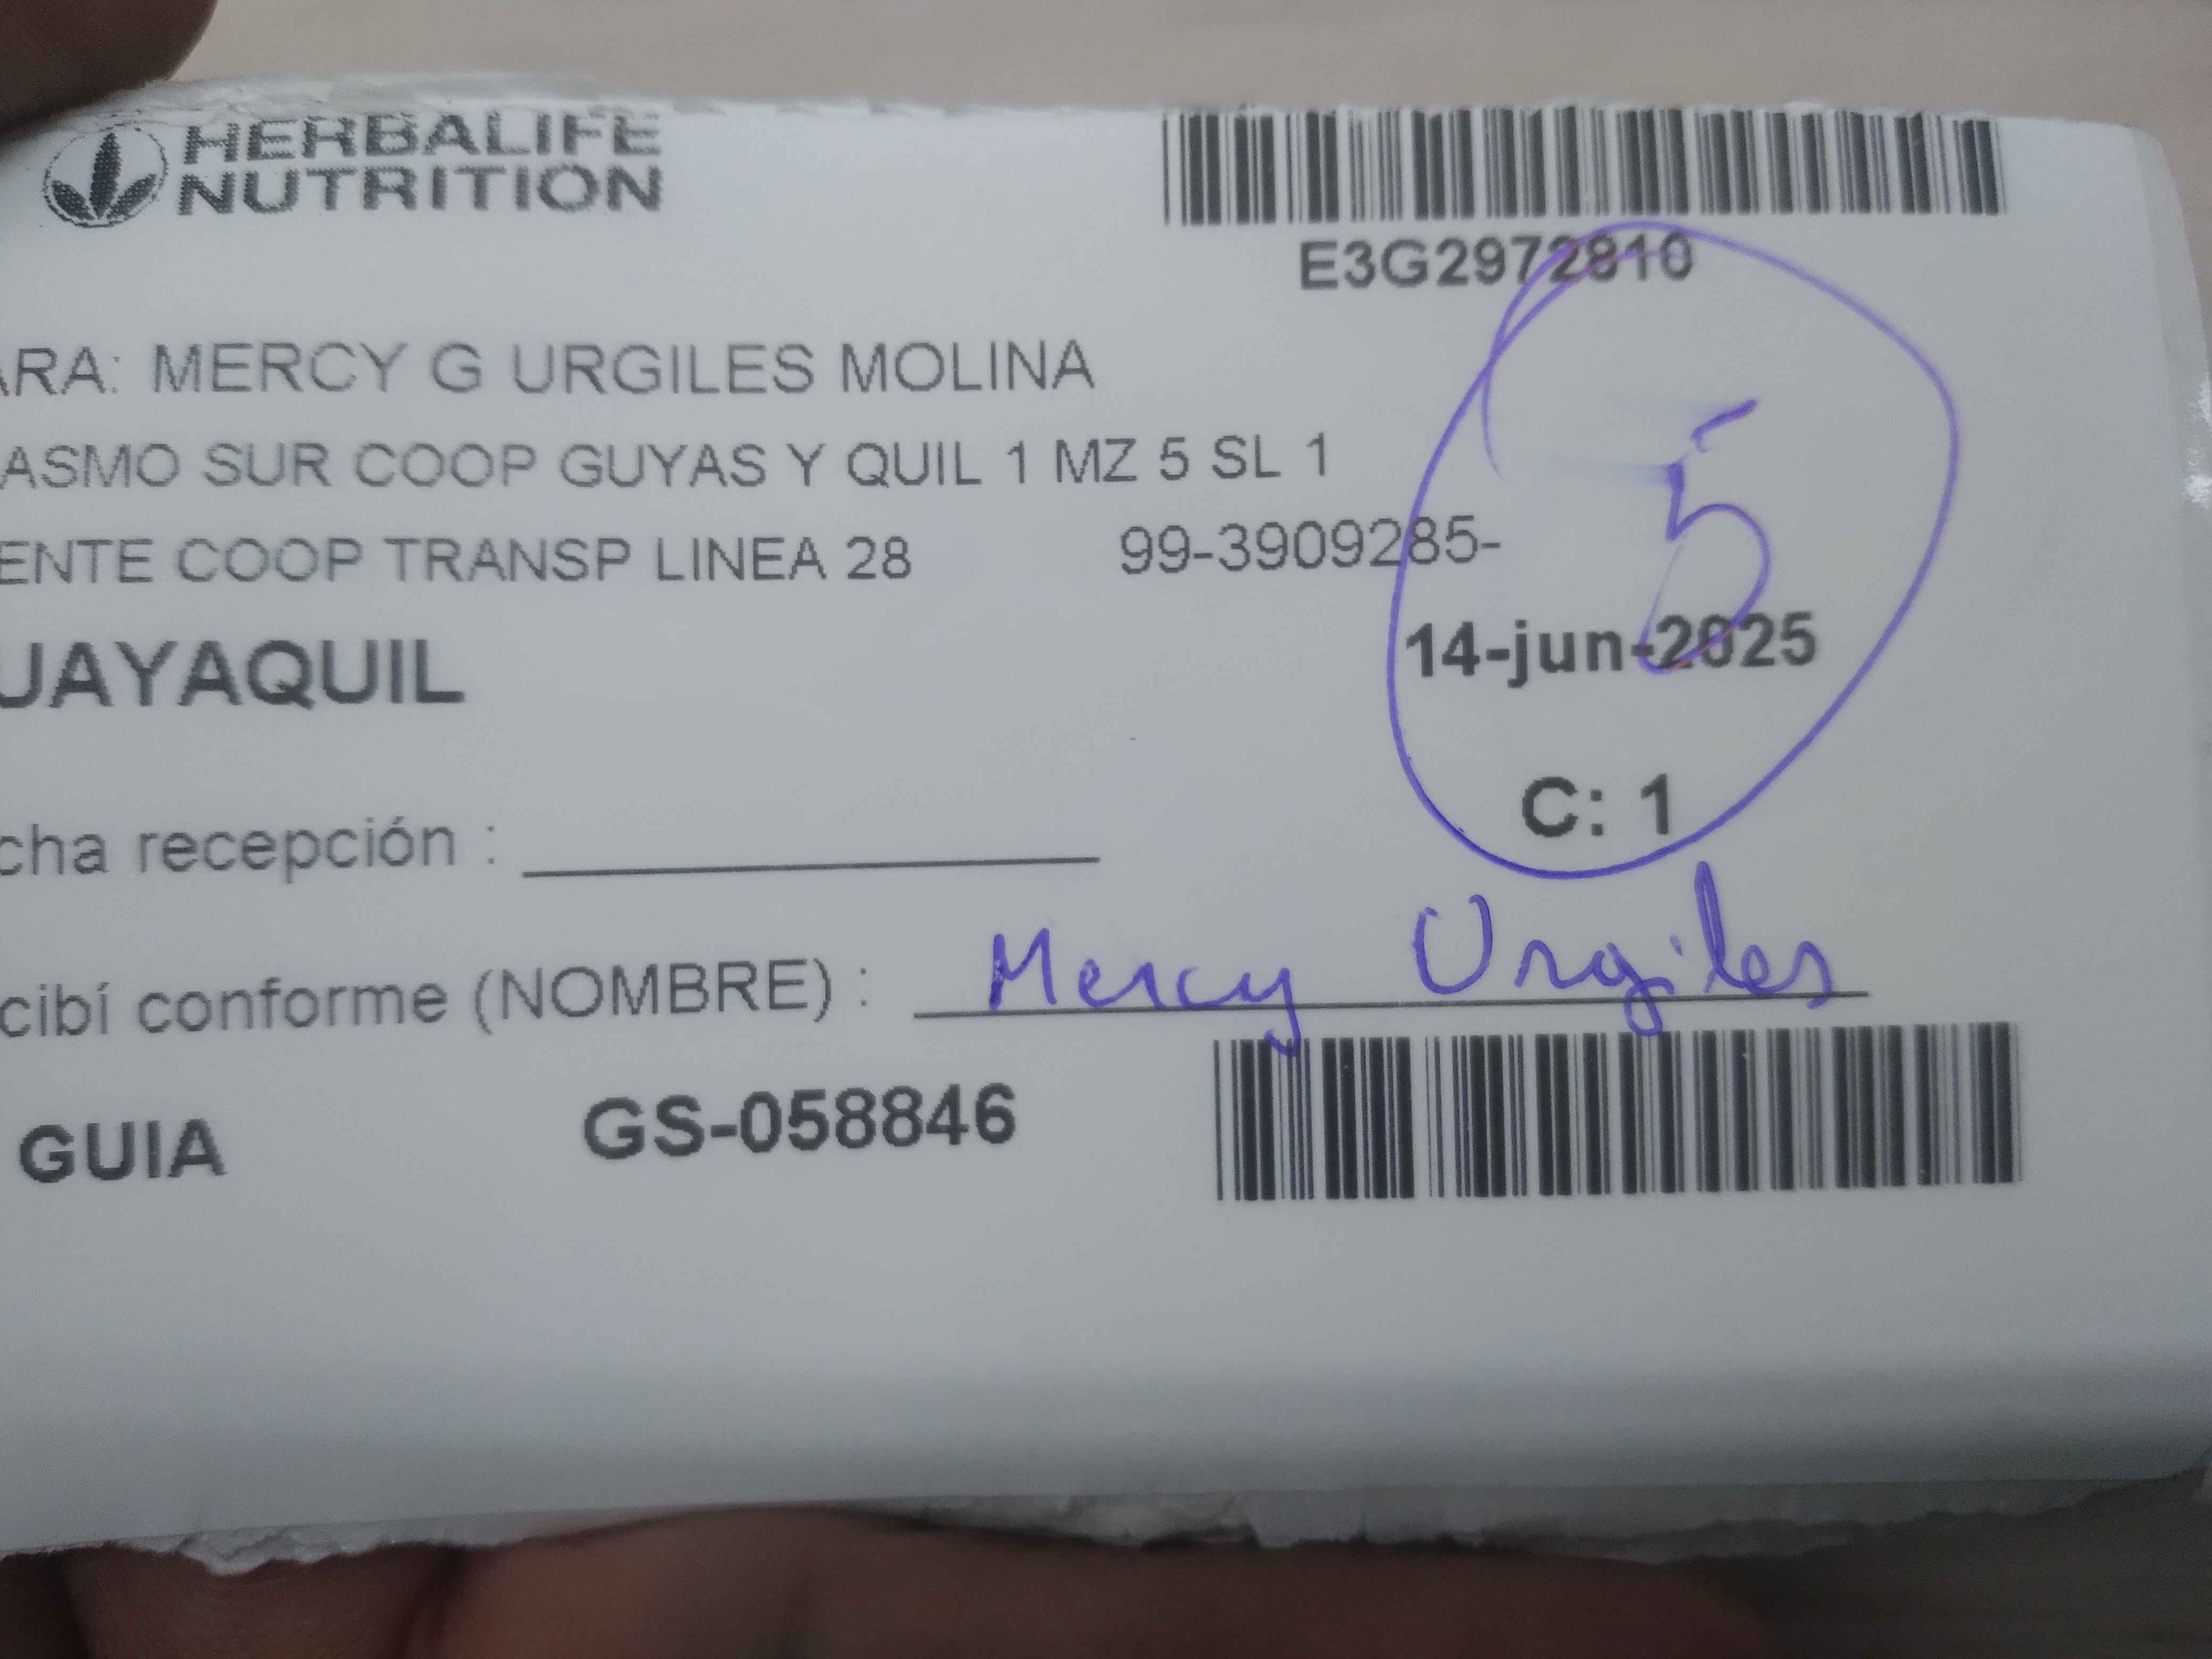 HERBALIFE
NUTRITION
E3G2972810
ARA: MERCY G URGILES MOLINA
ASMO SUR COOP GUYAS Y QUIL 1 MZ 5 SL 1
ENTE COOP TRANSP LINEA 28 99-3909285-
5
14-jun-2025
UAYAQUIL
C: 1
cha recepción :
cibí conforme (NOMBRE) : Mercy Urgiles
GUIA GS-058846